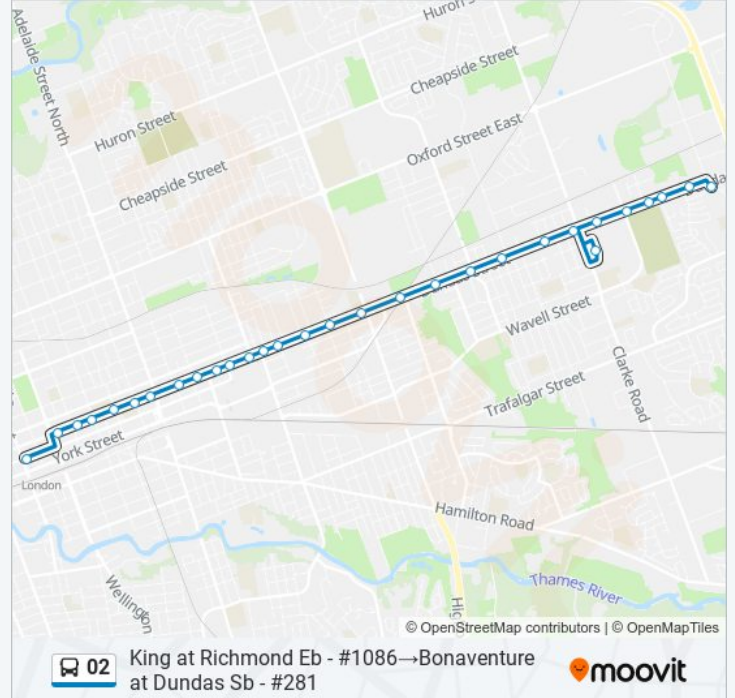 Huron S
Adelaide Street North
Cheapside Street
Huron Street
Oxford Street East
Cheapside Street
Wavell Street
Clarke Road
Trafalgar Street
York Street
London
Hamilton Road
Wellington
Thames River
© OpenStreetMap contributors | © OpenMapTiles
02
King at Richmond Eb - #1086→Bonaventure
at Dundas Sb - #281
moovit